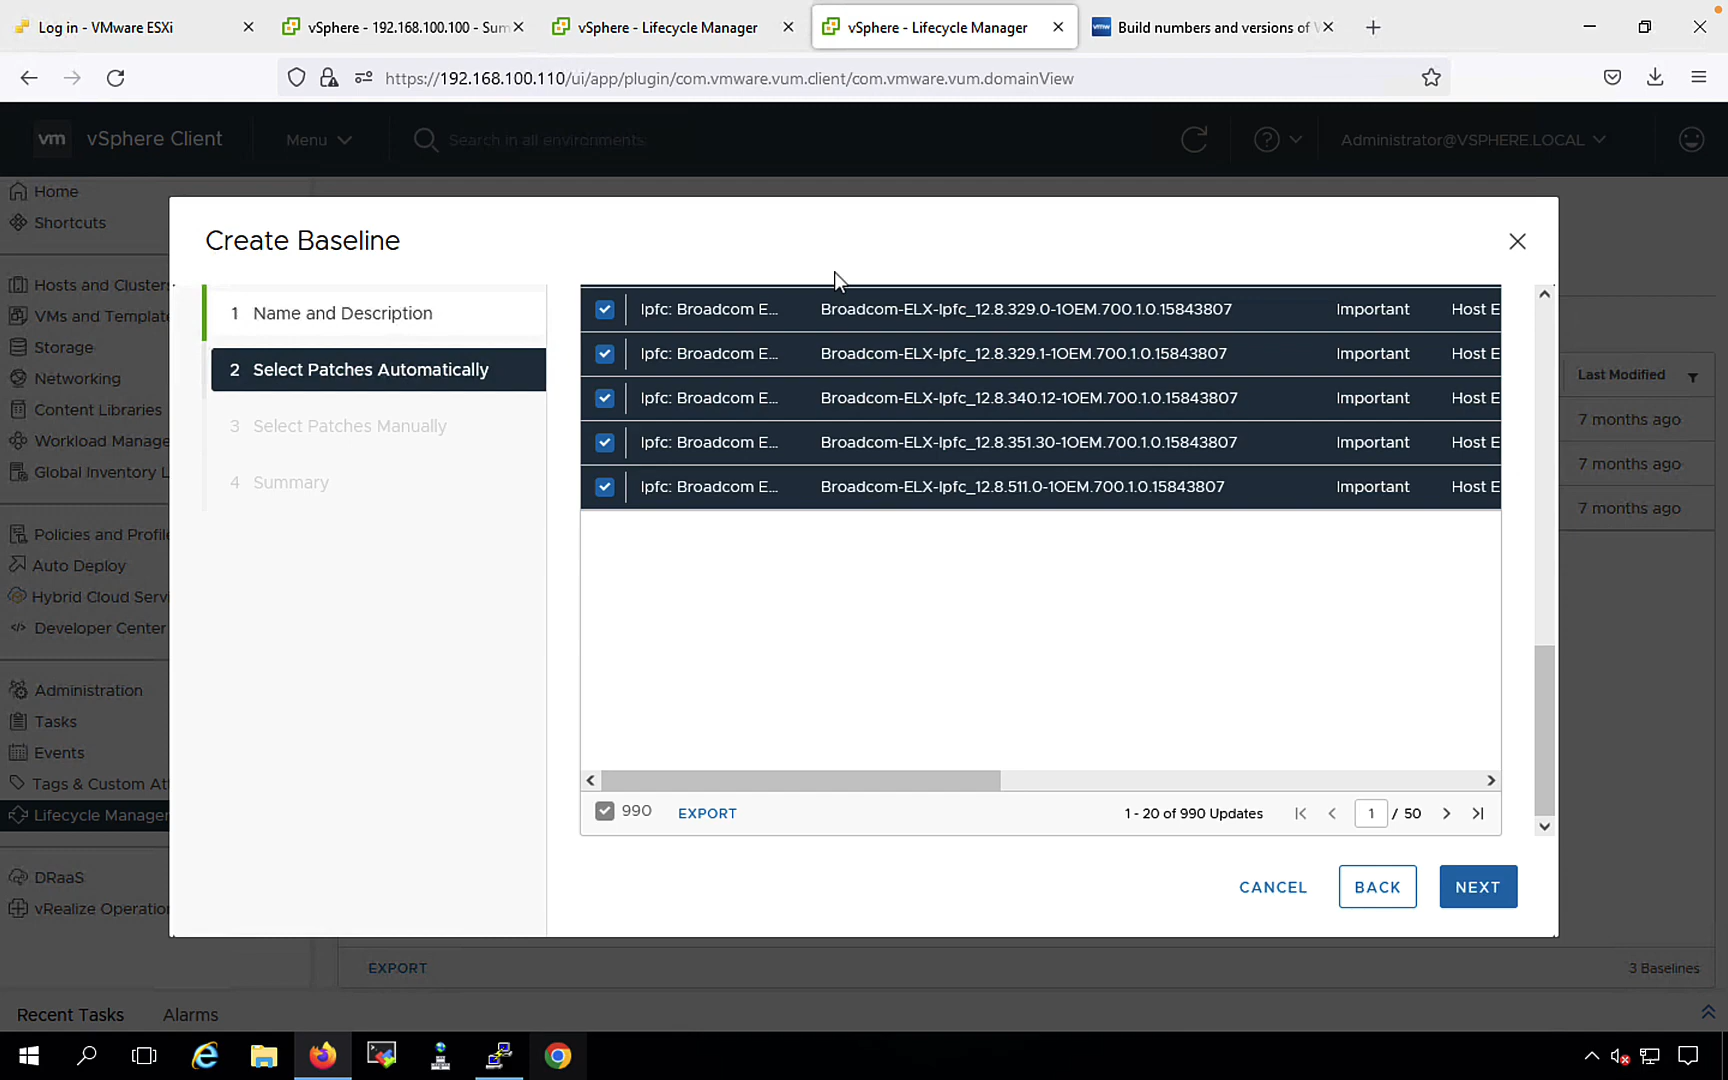 Log in - VMware ESXi
vSphere - 192.168.100.100 - Sum
vSphere - Lifecycle Manager
vSphere - Lifecycle Manager
vmw
Build numbers and versions of V
https://192.168.100.110/ui/app/plugin/com.vmware.vum.client/com.vmware.vum.domainView
vm
vSphere Client
Menu
Search in all environments
Administrator@VSPHERE.LOCAL
Home
Shortcuts
Hosts and Clusters
VMs and Template
Storage
Networking
Content Libraries
Workload Manage
Global Inventory L
Policies and Profile
Auto Deploy
Hybrid Cloud Servi
Developer Center
Administration
Tasks
Events
Tags & Custom Att
Lifecycle Manager
DRaaS
vRealize Operation
Create Baseline
1 Name and Description
2 Select Patches Automatically
3 Select Patches Manually
4 Summary
lpfc: Broadcom E... Broadcom-ELX-lpfc_12.8.329.0-1OEM.700.1.0.15843807 Important Host E
lpfc: Broadcom E... Broadcom-ELX-lpfc_12.8.329.1-1OEM.700.1.0.15843807 Important Host E
lpfc: Broadcom E... Broadcom-ELX-lpfc_12.8.340.12-1OEM.700.1.0.15843807 Important Host E
lpfc: Broadcom E... Broadcom-ELX-lpfc_12.8.351.30-1OEM.700.1.0.15843807 Important Host E
lpfc: Broadcom E... Broadcom-ELX-lpfc_12.8.511.0-1OEM.700.1.0.15843807 Important Host E
990 EXPORT 1 - 20 of 990 Updates 1 / 50
CANCEL BACK NEXT
Last Modified
7 months ago
7 months ago
7 months ago
EXPORT
3 Baselines
Recent Tasks Alarms